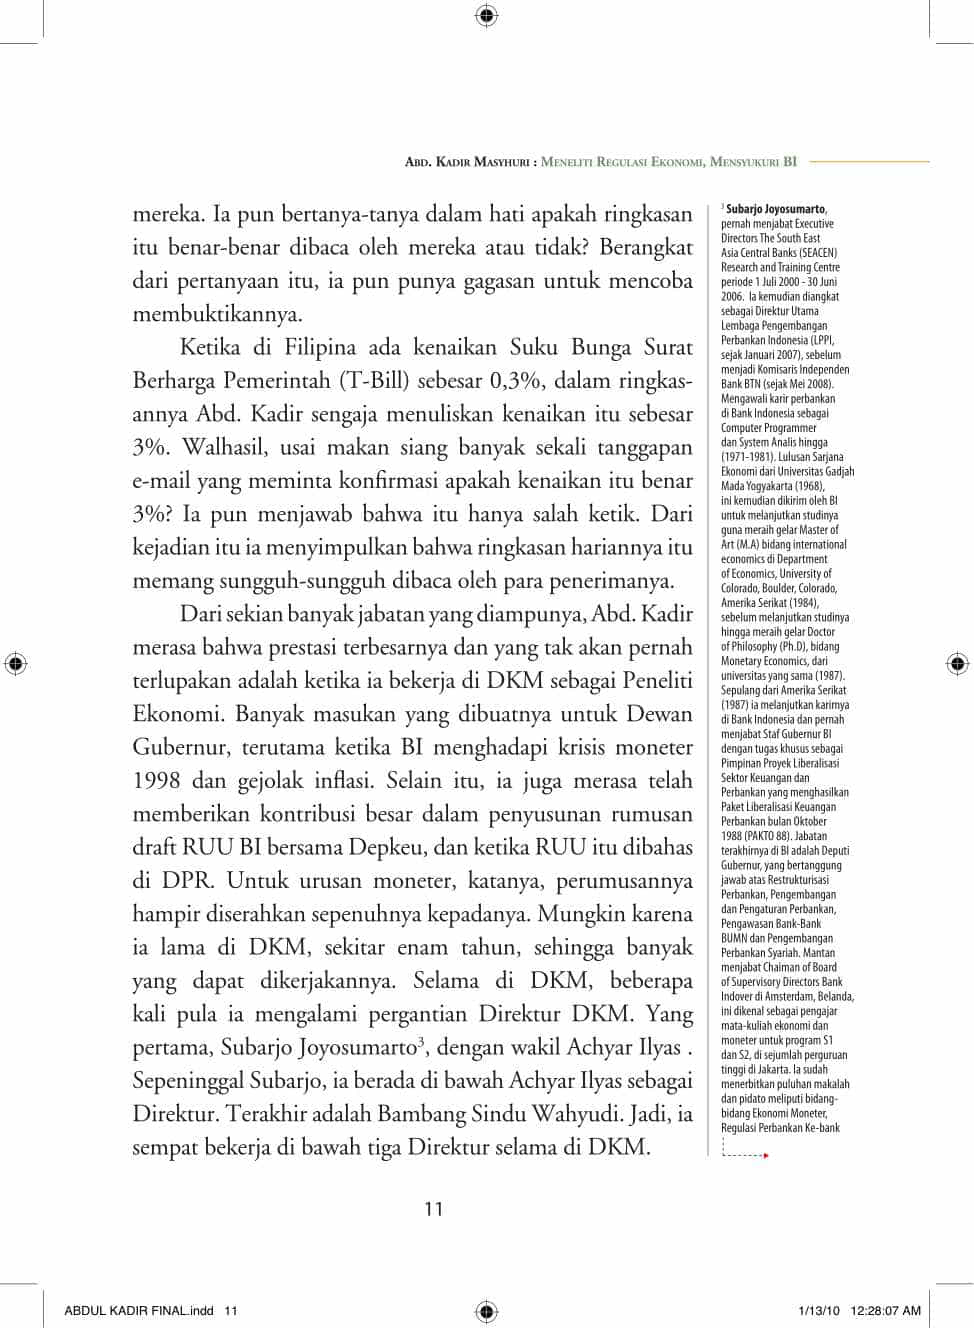 Abd. Kadir Masyhuri : Meneliti Regulasi Ekonomi, Mensyukuri BI
mereka. Ia pun bertanya-tanya dalam hati apakah ringkasan
itu benar-benar dibaca oleh mereka atau tidak? Berangkat
dari pertanyaan itu, ia pun punya gagasan untuk mencoba
membuktikannya.
Ketika di Filipina ada kenaikan Suku Bunga Surat
Berharga Pemerintah (T-Bill) sebesar 0,3%, dalam ringkas-
annya Abd. Kadir sengaja menuliskan kenaikan itu sebesar
3%. Walhasil, usai makan siang banyak sekali tanggapan
e-mail yang meminta konfirmasi apakah kenaikan itu benar
3%? Ia pun menjawab bahwa itu hanya salah ketik. Dari
kejadian itu ia menyimpulkan bahwa ringkasan hariannya itu
memang sungguh-sungguh dibaca oleh para penerimanya.
Dari sekian banyak jabatan yang diampunya, Abd. Kadir
merasa bahwa prestasi terbesarnya dan yang tak akan pernah
terlupakan adalah ketika ia bekerja di DKM sebagai Peneliti
Ekonomi. Banyak masukan yang dibuatnya untuk Dewan
Gubernur, terutama ketika BI menghadapi krisis moneter
1998 dan gejolak inflasi. Selain itu, ia juga merasa telah
memberikan kontribusi besar dalam penyusunan rumusan
draft RUU BI bersama Depkeu, dan ketika RUU itu dibahas
di DPR. Untuk urusan moneter, katanya, perumusannya
hampir diserahkan sepenuhnya kepadanya. Mungkin karena
ia lama di DKM, sekitar enam tahun, sehingga banyak
yang dapat dikerjakannya. Selama di DKM, beberapa
kali pula ia mengalami pergantian Direktur DKM. Yang
pertama, Subarjo Joyosumarto³, dengan wakil Achyar Ilyas .
Sepeninggal Subarjo, ia berada di bawah Achyar Ilyas sebagai
Direktur. Terakhir adalah Bambang Sindu Wahyudi. Jadi, ia
sempat bekerja di bawah tiga Direktur selama di DKM.
³ Subarjo Joyosumarto,
pernah menjabat Executive
Directors The South East
Asia Central Banks (SEACEN)
Research and Training Centre
periode 1 Juli 2000 - 30 Juni
2006. Ia kemudian diangkat
sebagai Direktur Utama
Lembaga Pengembangan
Perbankan Indonesia (LPPI,
sejak Januari 2007), sebelum
menjadi Komisaris Independen
Bank BTN (sejak Mei 2008).
Mengawali karir perbankan
di Bank Indonesia sebagai
Computer Programmer
dan System Analis hingga
(1971-1981). Lulusan Sarjana
Ekonomi dari Universitas Gadjah
Mada Yogyakarta (1968),
ini kemudian dikirim oleh BI
untuk melanjutkan studinya
guna meraih gelar Master of
Art (M.A) bidang international
economics di Department
of Economics, University of
Colorado, Boulder, Colorado,
Amerika Serikat (1984),
sebelum melanjutkan studinya
hingga meraih gelar Doctor
of Philosophy (Ph.D), bidang
Monetary Economics, dari
universitas yang sama (1987).
Sepulang dari Amerika Serikat
(1987) ia melanjutkan karirnya
di Bank Indonesia dan pernah
menjabat Staf Gubernur BI
dengan tugas khusus sebagai
Pimpinan Proyek Liberalisasi
Sektor Keuangan dan
Perbankan yang menghasilkan
Paket Liberalisasi Keuangan
Perbankan bulan Oktober
1988 (PAKTO 88). Jabatan
terakhirnya di BI adalah Deputi
Gubernur, yang bertanggung
jawab atas Restrukturisasi
Perbankan, Pengembangan
dan Pengaturan Perbankan,
Pengawasan Bank-Bank
BUMN dan Pengembangan
Perbankan Syariah. Mantan
menjabat Chaiman of Board
of Supervisory Directors Bank
Indover di Amsterdam, Belanda,
ini dikenal sebagai pengajar
mata-kuliah ekonomi dan
moneter untuk program S1
dan S2, di sejumlah perguruan
tinggi di Jakarta. Ia sudah
menerbitkan puluhan makalah
dan pidato meliputi bidang-
bidang Ekonomi Moneter,
Regulasi Perbankan Ke-bank
11
ABDUL KADIR FINAL.indd 11
1/13/10 12:28:07 AM